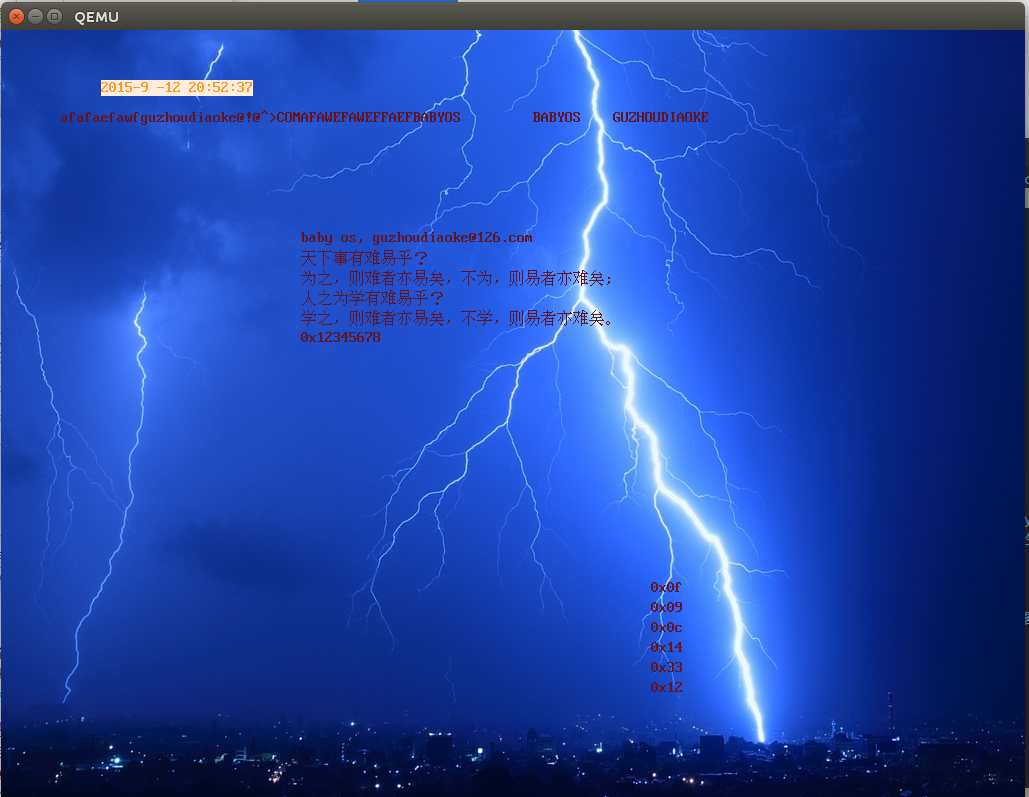 QEMU
2015-9 -12 20:52:37
afafaefawfguzhoudiaoke@!@^>COMAFAWEFAWEFFAEFBABYOS BABYOS GUZHOUDIAOKE
baby os, guzhoudiaoke@126.com
天下事有难易乎？
为之，则难者亦易矣，不为，则易者亦难矣；
人之为学有难易乎？
学之，则难者亦易矣，不学，则易者亦难矣。
0x12345678
0x0f
0x09
0x0c
0x14
0x33
0x12